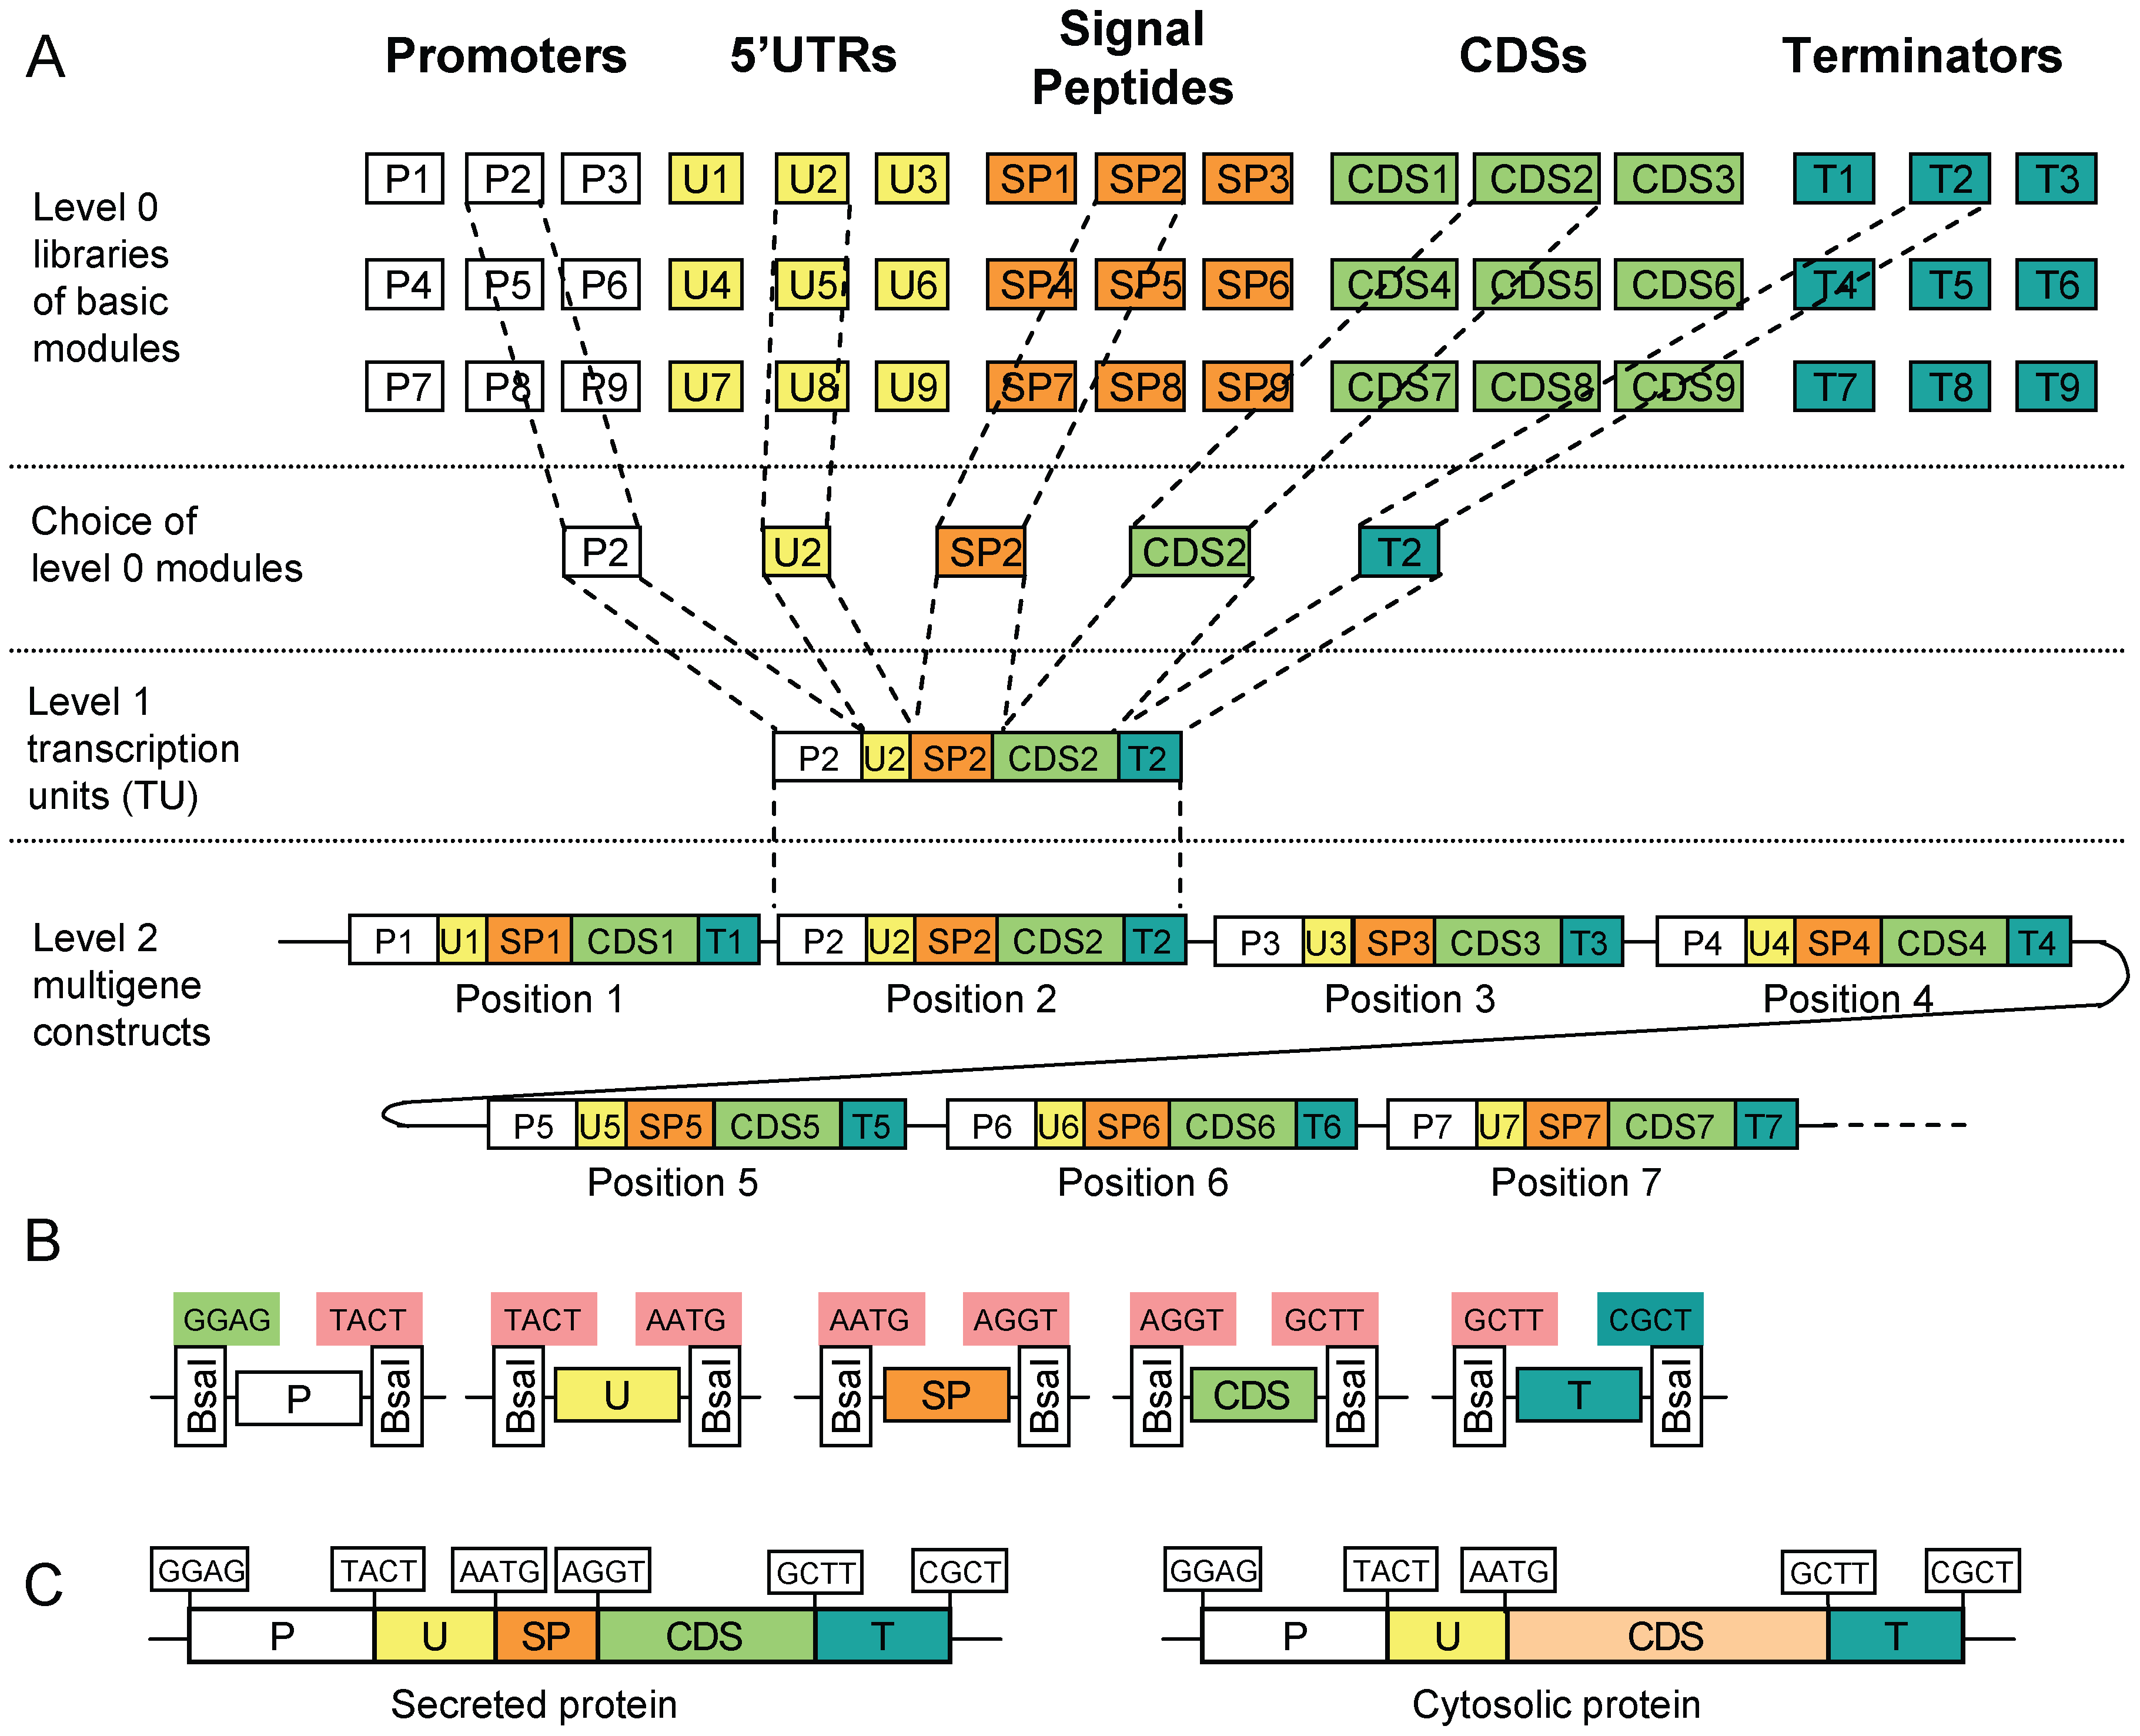 A
Promoters 5’UTRs Signal Peptides CDSs Terminators
Level 0
libraries
of basic
modules
P1 P2 P3 U1 U2 U3 SP1 SP2 SP3 CDS1 CDS2 CDS3 T1 T2 T3
P4 P5 P6 U4 U5 U6 SP4 SP5 SP6 CDS4 CDS5 CDS6 T4 T5 T6
P7 P8 P9 U7 U8 U9 SP7 SP8 SP9 CDS7 CDS8 CDS9 T7 T8 T9
Choice of
level 0 modules
P2 U2 SP2 CDS2 T2
Level 1
transcription
units (TU)
P2 U2 SP2 CDS2 T2
Level 2
multigene
constructs
P1 U1 SP1 CDS1 T1 P2 U2 SP2 CDS2 T2 P3 U3 SP3 CDS3 T3 P4 U4 SP4 CDS4 T4
Position 1 Position 2 Position 3 Position 4
P5 U5 SP5 CDS5 T5 P6 U6 SP6 CDS6 T6 P7 U7 SP7 CDS7 T7
Position 5 Position 6 Position 7
B
GGAG TACT TACT AATG AATG AGGT AGGT GCTT GCTT CGCT
BsaI P BsaI BsaI U BsaI BsaI SP BsaI BsaI CDS BsaI BsaI T BsaI
C
GGAG TACT AATG AGGT GCTT CGCT GGAG TACT AATG GCTT CGCT
P U SP CDS T P U CDS T
Secreted protein Cytosolic protein